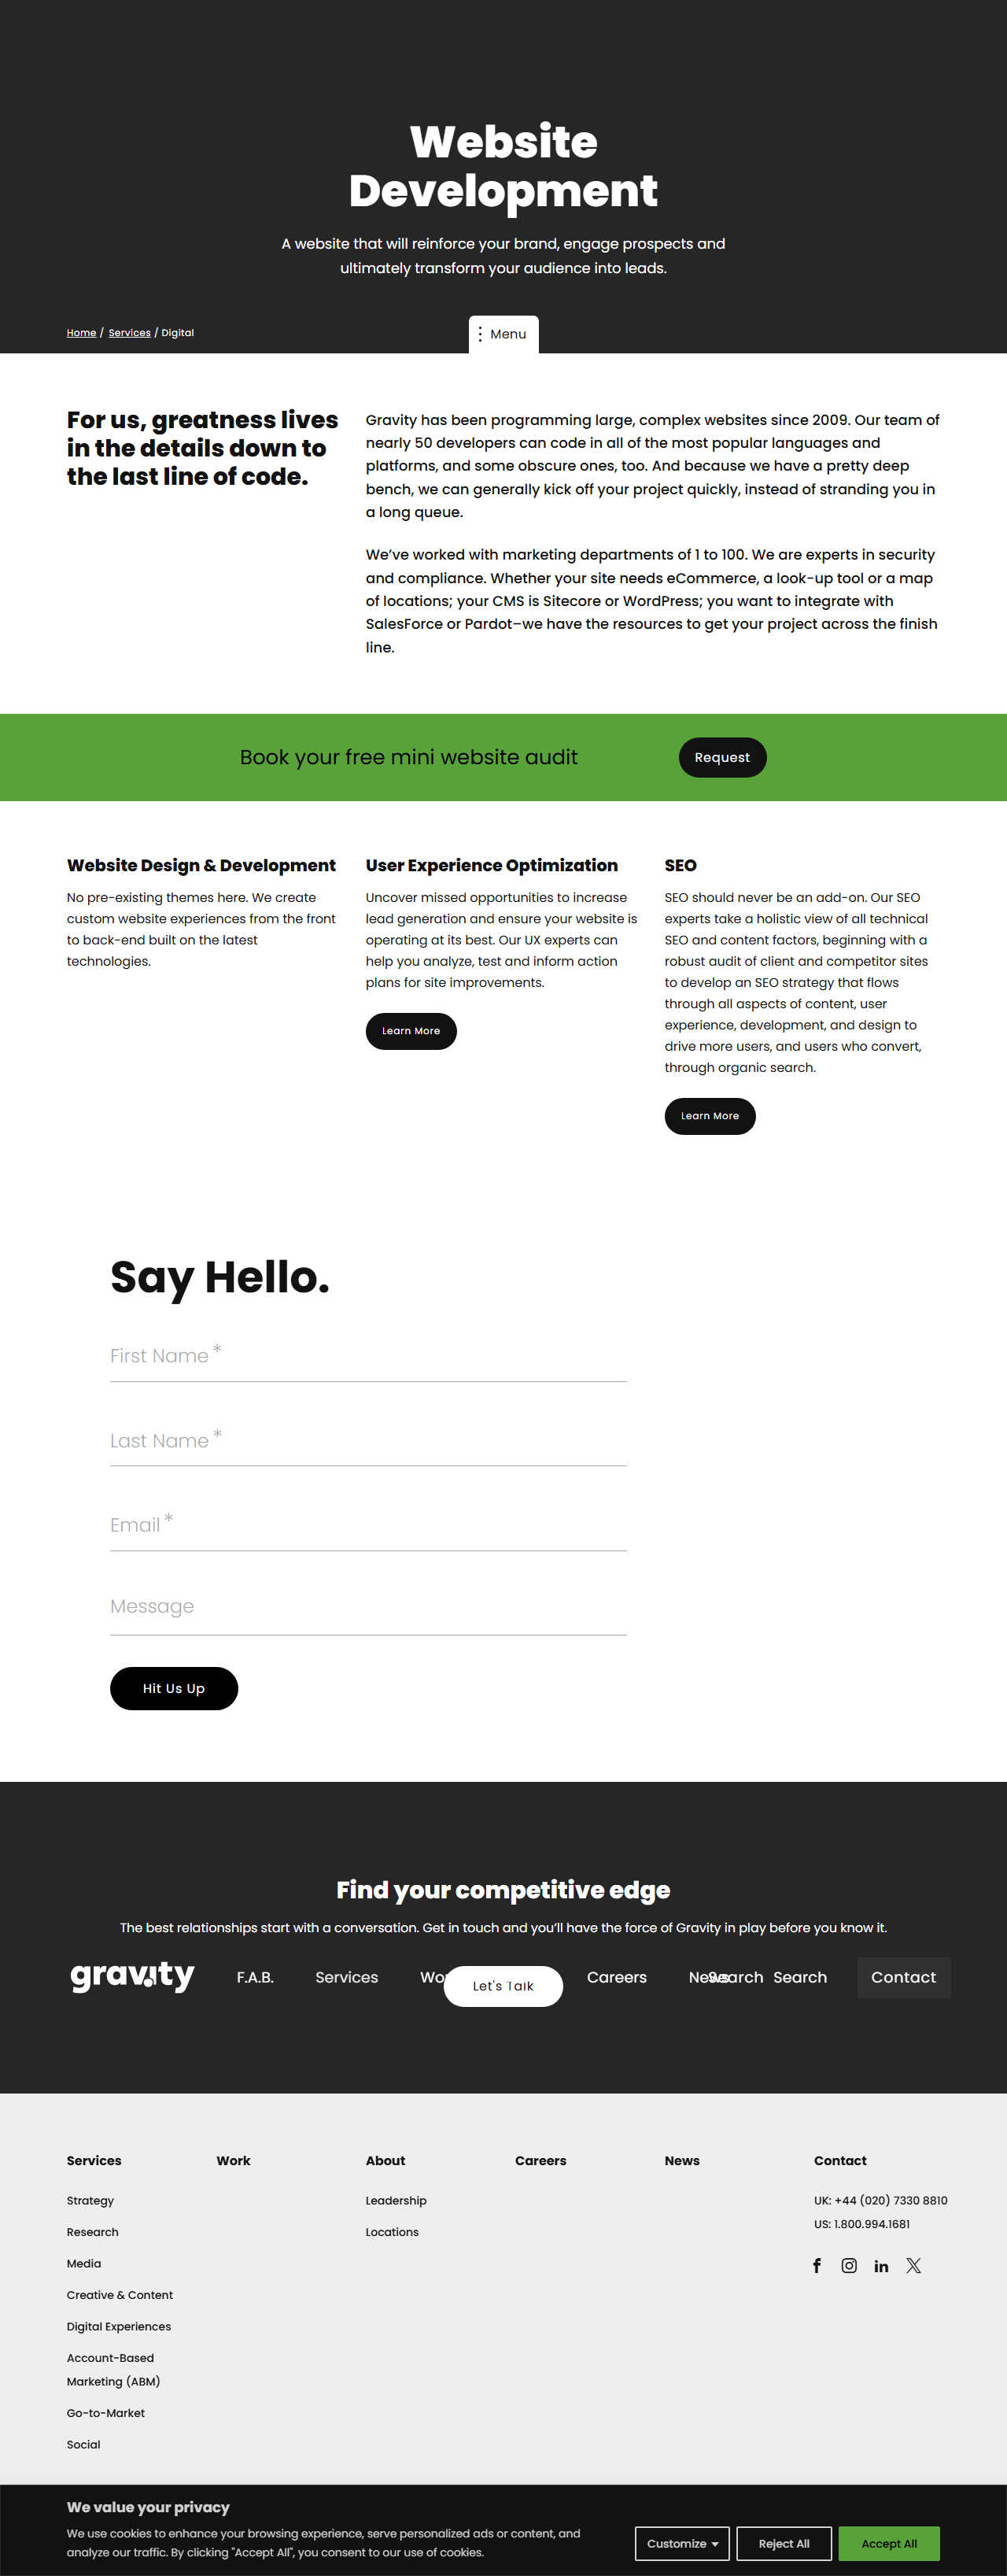 Website
Development
A website that will reinforce your brand, engage prospects and
ultimately transform your audience into leads.
Home / Services / Digital
Menu
For us, greatness lives
in the details down to
the last line of code.
Gravity has been programming large, complex websites since 2009. Our team of
nearly 50 developers can code in all of the most popular languages and
platforms, and some obscure ones, too. And because we have a pretty deep
bench, we can generally kick off your project quickly, instead of stranding you in
a long queue.
We’ve worked with marketing departments of 1 to 100. We are experts in security
and compliance. Whether your site needs eCommerce, a look-up tool or a map
of locations; your CMS is Sitecore or WordPress; you want to integrate with
SalesForce or Pardot–we have the resources to get your project across the finish
line.
Book your free mini website audit
Request
Website Design & Development
No pre-existing themes here. We create
custom website experiences from the front
to back-end built on the latest
technologies.
User Experience Optimization
Uncover missed opportunities to increase
lead generation and ensure your website is
operating at its best. Our UX experts can
help you analyze, test and inform action
plans for site improvements.
Learn More
SEO
SEO should never be an add-on. Our SEO
experts take a holistic view of all technical
SEO and content factors, beginning with a
robust audit of client and competitor sites
to develop an SEO strategy that flows
through all aspects of content, user
experience, development, and design to
drive more users, and users who convert,
through organic search.
Learn More
Say Hello.
First Name *
Last Name *
Email *
Message
Hit Us Up
Find your competitive edge
The best relationships start with a conversation. Get in touch and you’ll have the force of Gravity in play before you know it.
gravity F.A.B. Services Let's Talk Careers News Search Search Contact
Services
Strategy
Research
Media
Creative & Content
Digital Experiences
Account-Based
Marketing (ABM)
Go-to-Market
Social
Work
About
Leadership
Locations
Careers
News
Contact
UK: +44 (020) 7330 8810
US: 1.800.994.1681
We value your privacy
We use cookies to enhance your browsing experience, serve personalized ads or content, and
analyze our traffic. By clicking "Accept All", you consent to our use of cookies.
Customize
Reject All
Accept All